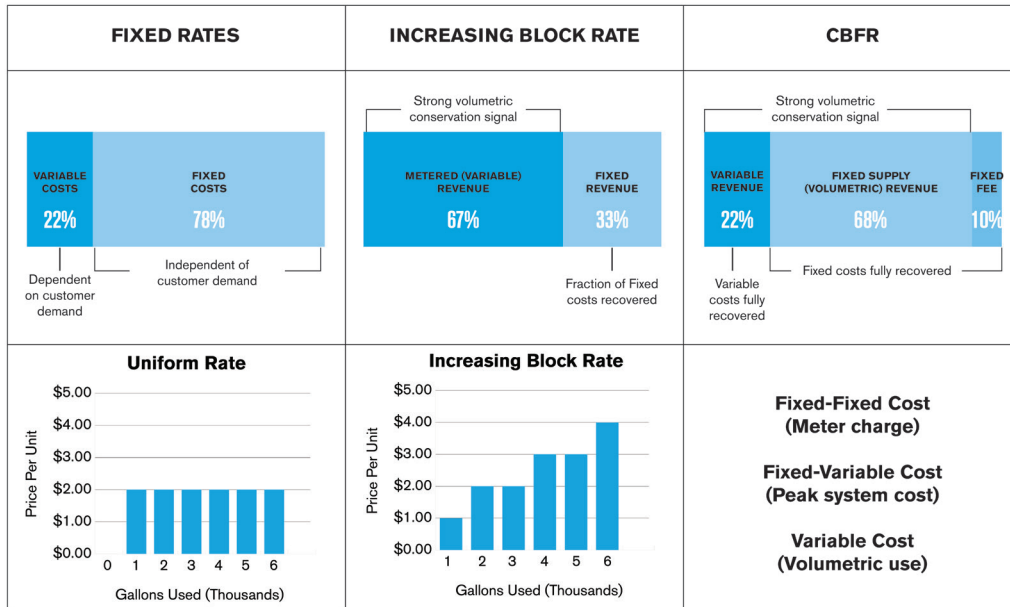 FIXED RATES
INCREASING BLOCK RATE
CBFR
VARIABLE
COSTS
22%
FIXED
COSTS
78%
Dependent
on customer
demand
Independent of
customer demand
Strong volumetric
conservation signal
METERED (VARIABLE)
REVENUE
67%
FIXED
REVENUE
33%
Fraction of Fixed
costs recovered
Strong volumetric
conservation signal
VARIABLE
REVENUE
22%
FIXED SUPPLY
(VOLUMETRIC) REVENUE
68%
FIXED
FEE
10%
Variable
costs fully
recovered
Fixed costs fully recovered
Uniform Rate
Price Per Unit
$5.00
$4.00
$3.00
$2.00
$1.00
$0.00
0 1 2 3 4 5 6
Gallons Used (Thousands)
Increasing Block Rate
Price Per Unit
$5.00
$4.00
$3.00
$2.00
$1.00
$0.00
1 2 3 4 5 6
Gallons Used (Thousands)
Fixed-Fixed Cost
(Meter charge)
Fixed-Variable Cost
(Peak system cost)
Variable Cost
(Volumetric use)